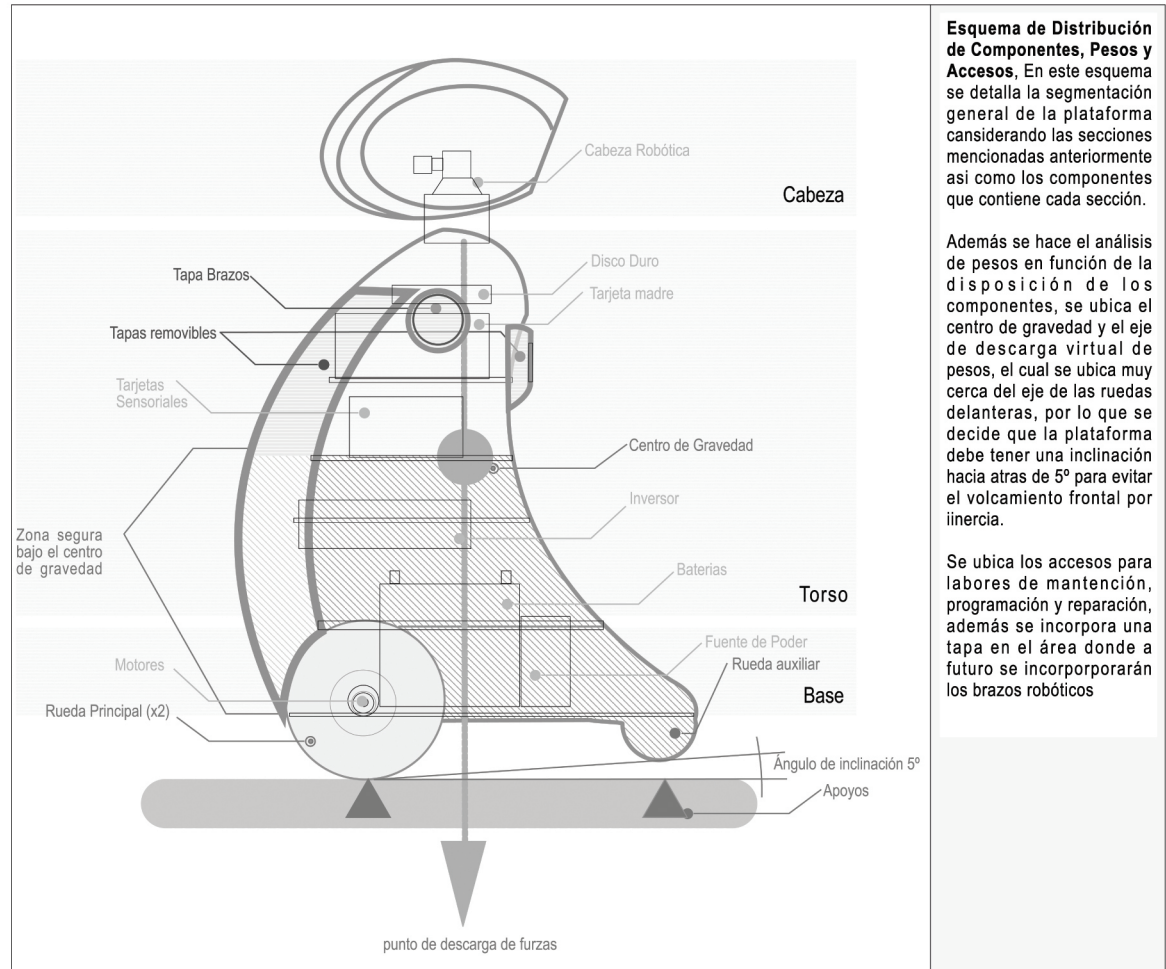 Cabeza Robótica
Cabeza
Tapa Brazos
Disco Duro
Tarjeta madre
Tapas removibles
Tarjetas
Sensoriales
Centro de Gravedad
Inversor
Zona segura
bajo el centro
de gravedad
Baterias
Torso
Fuente de Poder
Motores
Rueda auxiliar
Base
Rueda Principal (x2)
Ángulo de inclinación 5º
Apoyos
punto de descarga de furzas
Esquema de Distribución
de Componentes, Pesos y
Accesos, En este esquema
se detalla la segmentación
general de la plataforma
cansiderando las secciones
mencionadas anteriormente
asi como los componentes
que contiene cada sección.
Además se hace el análisis
de pesos en función de la
disposición de los
componentes, se ubica el
centro de gravedad y el eje
de descarga virtual de
pesos, el cual se ubica muy
cerca del eje de las ruedas
delanteras, por lo que se
decide que la plataforma
debe tener una inclinación
hacia atras de 5º para evitar
el volcamiento frontal por
iinercia.
Se ubica los accesos para
labores de mantención,
programación y reparación,
además se incorpora una
tapa en el área donde a
futuro se incorporporarán
los brazos robóticos